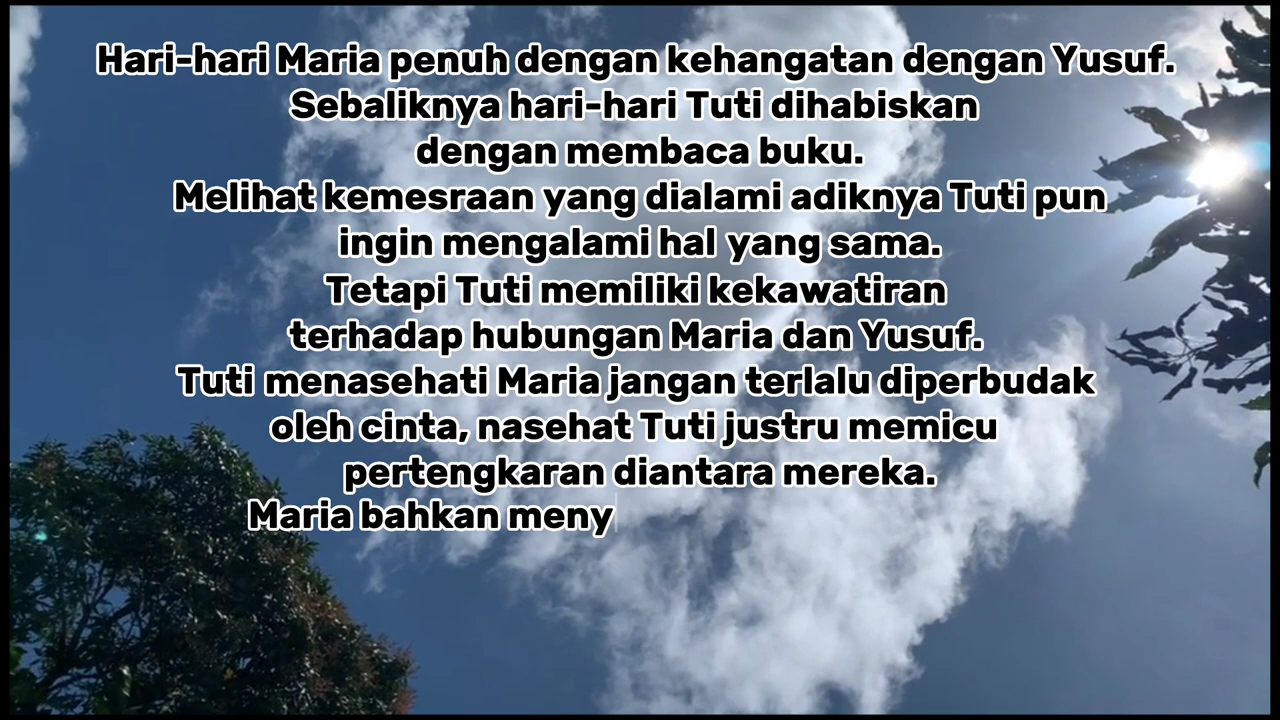 Hari-hari Maria penuh dengan kehangatan dengan Yusuf.
Sebaliknya hari-hari Tuti dihabiskan
dengan membaca buku.
Melihat kemesraan yang dialami adiknya Tuti pun
ingin mengalami hal yang sama.
Tetapi Tuti memiliki kekawatiran
terhadap hubungan Maria dan Yusuf.
Tuti menasehati Maria jangan terlalu diperbudak
oleh cinta, nasehat Tuti justru memicu
pertengkaran diantara mereka.
Maria bahkan meny